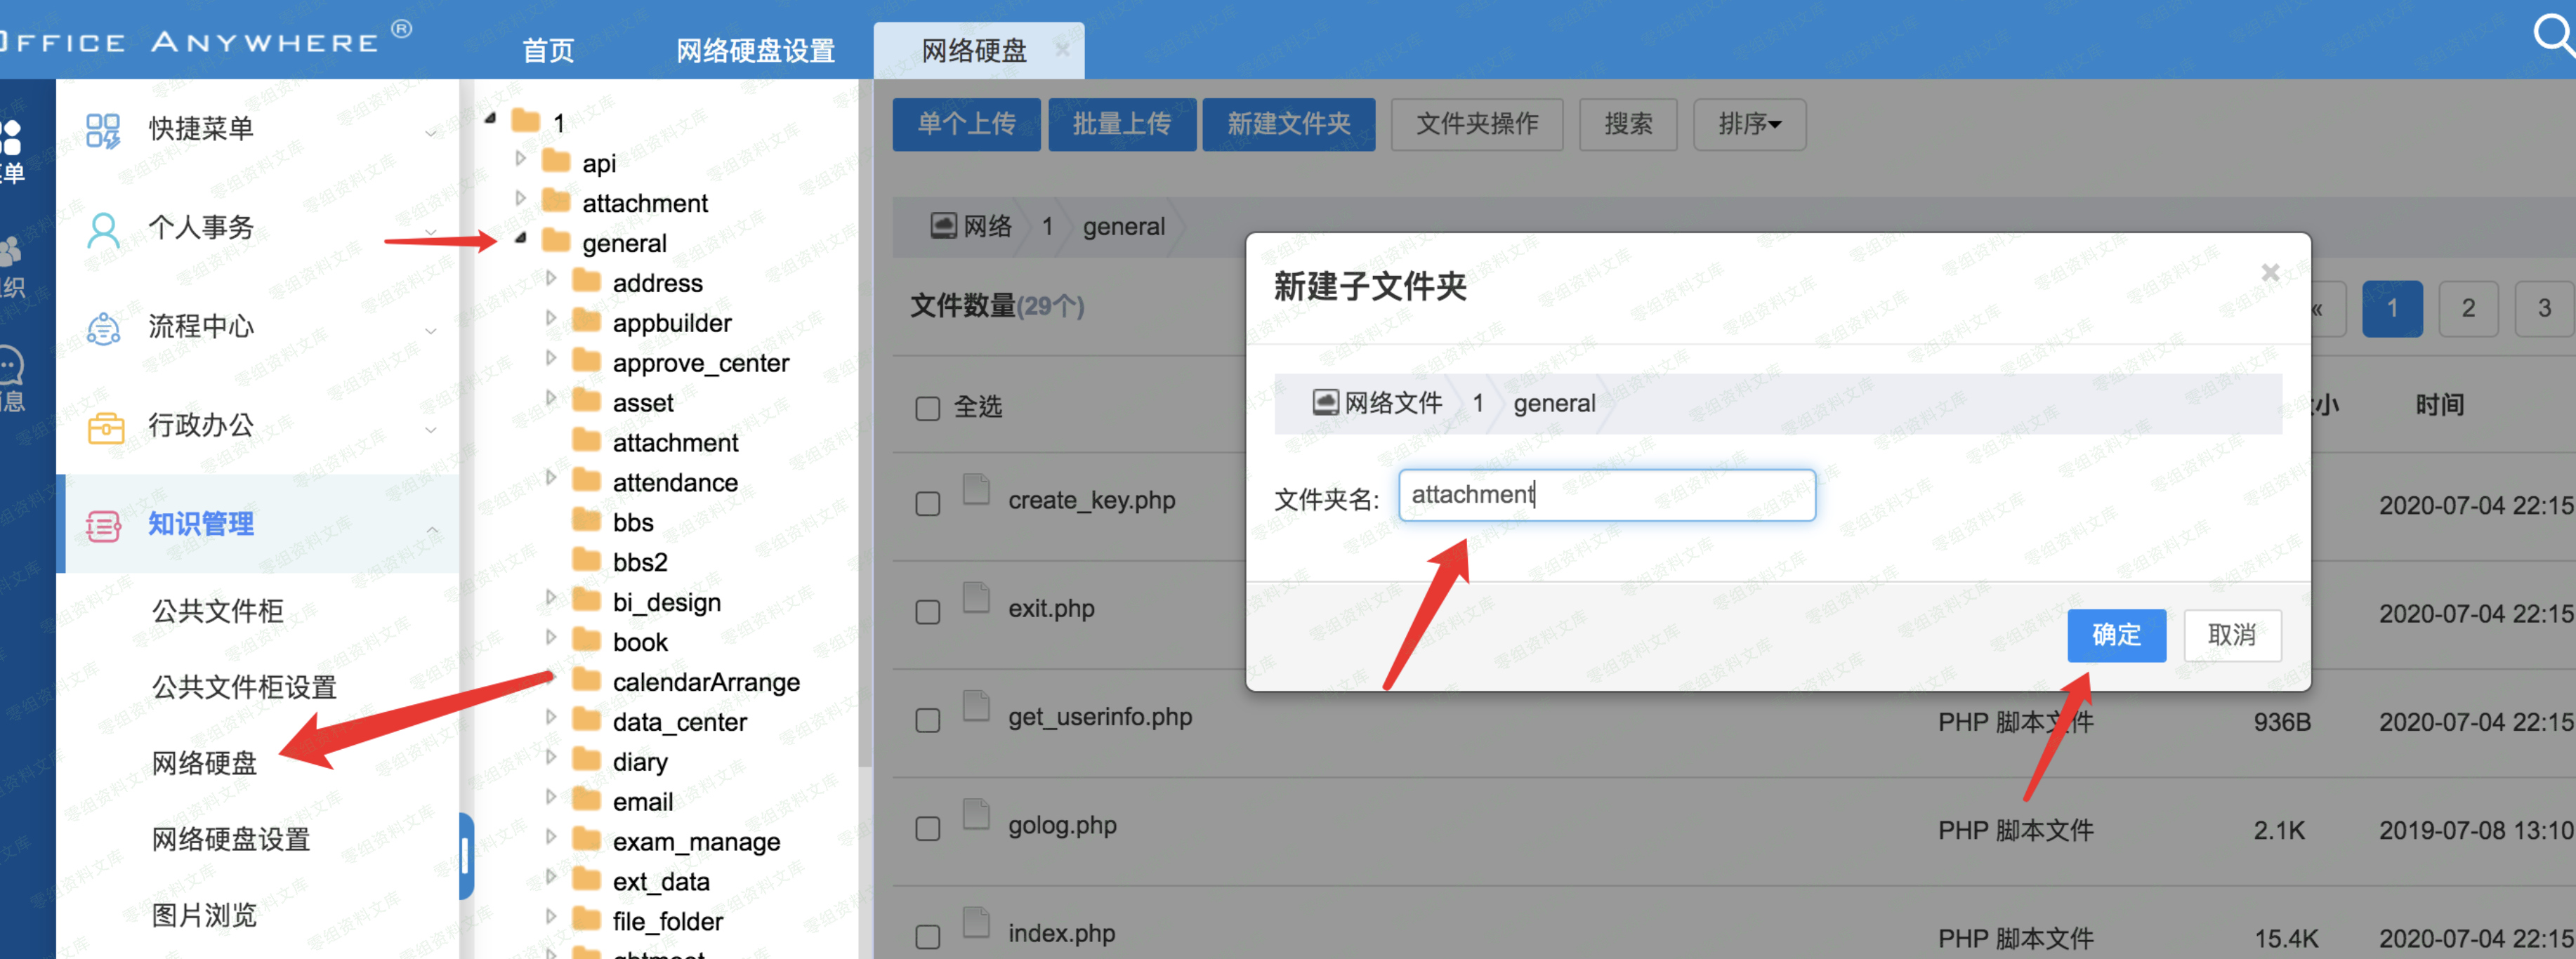 OFFICE ANYWHERE ®
首页
网络硬盘设置
网络硬盘
快捷菜单
个人事务
流程中心
行政办公
知识管理
公共文件柜
公共文件柜设置
网络硬盘
网络硬盘设置
图片浏览
1
api
attachment
general
address
appbuilder
approve_center
asset
attachment
attendance
bbs
bbs2
bi_design
book
calendarArrange
data_center
diary
email
exam_manage
ext_data
file_folder
单个上传
批量上传
新建文件夹
文件夹操作
搜索
排序
网络 1 general
文件数量(29个)
« 1 2 3
全选
小 时间
create_key.php 2020-07-04 22:15
exit.php 2020-07-04 22:15
get_userinfo.php PHP 脚本文件 936B 2020-07-04 22:15
golog.php PHP 脚本文件 2.1K 2019-07-08 13:10
index.php PHP 脚本文件 15.4K 2020-07-04 22:15
新建子文件夹
网络文件 1 general
文件夹名: attachment
确定
取消
零组资料文库